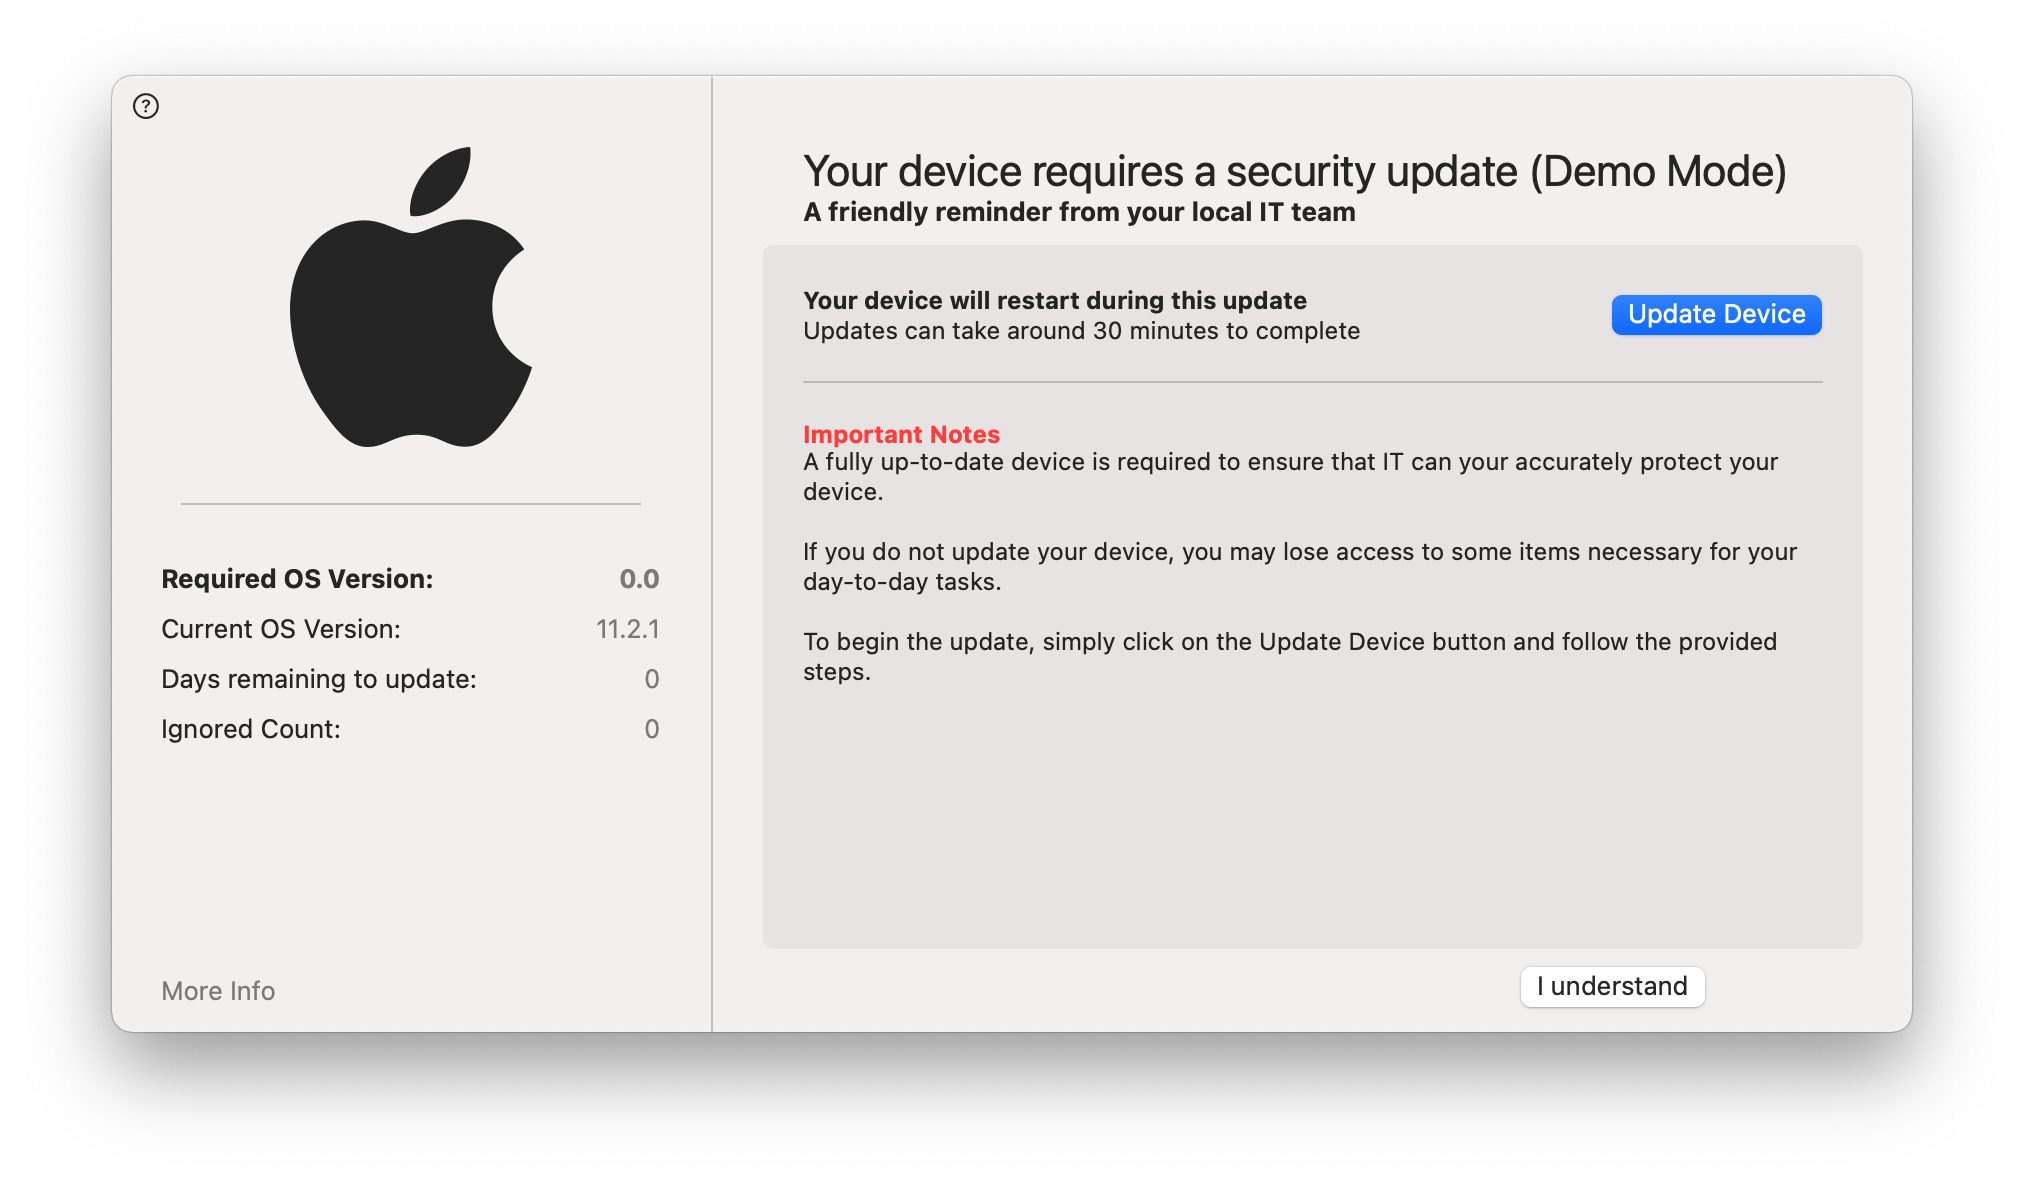 ?
Your device requires a security update (Demo Mode)
A friendly reminder from your local IT team
Your device will restart during this update
Updates can take around 30 minutes to complete
Update Device
Important Notes
A fully up-to-date device is required to ensure that IT can your accurately protect your
device.
If you do not update your device, you may lose access to some items necessary for your
day-to-day tasks.
To begin the update, simply click on the Update Device button and follow the provided
steps.
Required OS Version: 0.0
Current OS Version: 11.2.1
Days remaining to update: 0
Ignored Count: 0
More Info
I understand